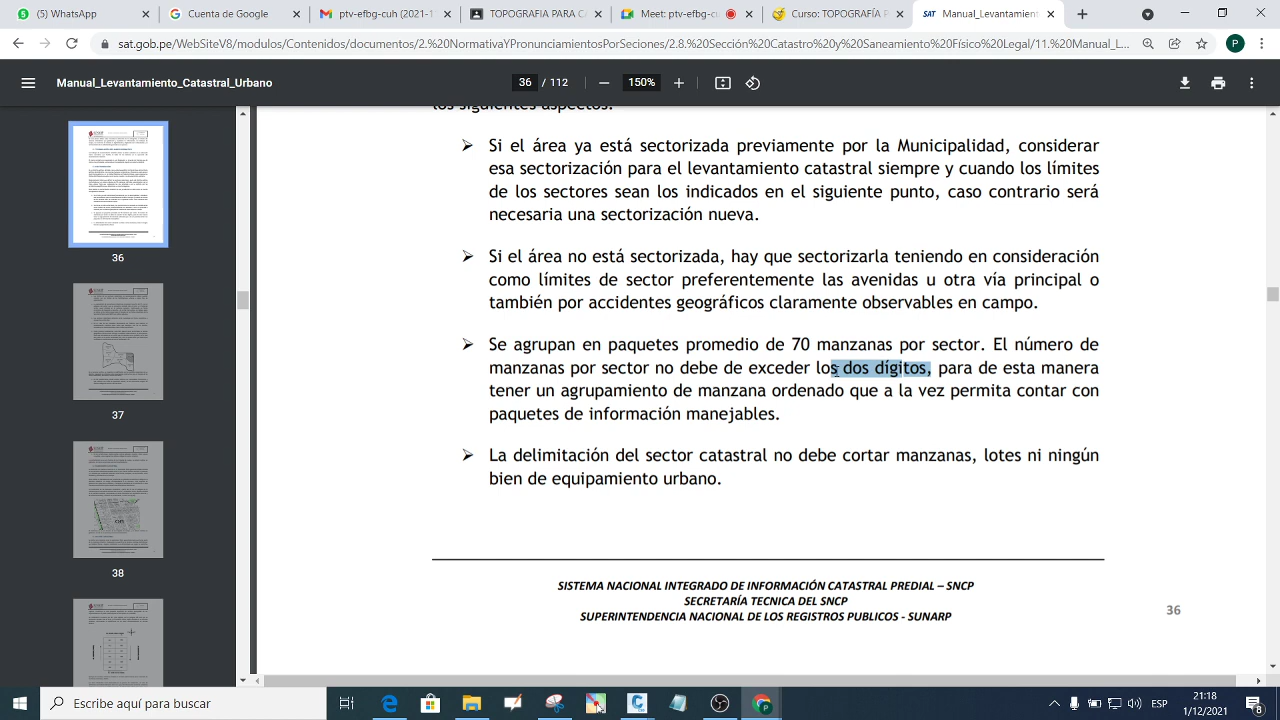 Curso
Google
ptv-efbg-cuh (2021-1
TOPOGRAFIA PARA C
Meet: ptv-efbg-cu
Curso: TOPOGRAFÍA P
SAT Manual_Levantamient
sat.gob.pe/WebSiteV8/modulos/Contenidos/documentos/2.%20NormativaYPronunciamientosPorSeciones/2.8.%20Sección%20Catastro%20y%20Saneamiento%20Físico%20Legal/11.%20Manual_L...
P
Manual_Levantamiento_Catastral_Urbano
36 / 112
150%
los siguientes aspectos:
Si el area ya está sectorizada previamente por la Municipalidad, considerar
esa sectorización para el levantamiento catastral siempre y cuando los límites
de los sectores sean los indicados en el siguiente punto, caso contrario será
necesaria una sectorización nueva.
Si el área no está sectorizada, hay que sectorizarla teniendo en consideración
como límites de sector preferentemente las avenidas u otra vía principal o
también por accidentes geográficos claramente observables en campo.
Se agrupan en paquetes promedio de 70 manzanas por sector. El número de
manzanas por sector no debe de exceder los dos dígitos, para de esta manera
tener un agrupamiento de manzana ordenado que a la vez permita contar con
paquetes de información manejables.
La delimitación del sector catastral no debe cortar manzanas, lotes ni ningún
bien de equipamiento urbano.
SISTEMA NACIONAL INTEGRADO DE INFORMACIÓN CATASTRAL PREDIAL – SNCP
SECRETARÍA TECNICA DEL SNCP
SUPERINTENDENCIA NACIONAL DE LOS REGISTROS PUBLICOS - SUNARP
36
36
37
38
Escribe aquí para buscar
ESP
21:18
1/12/2021
8